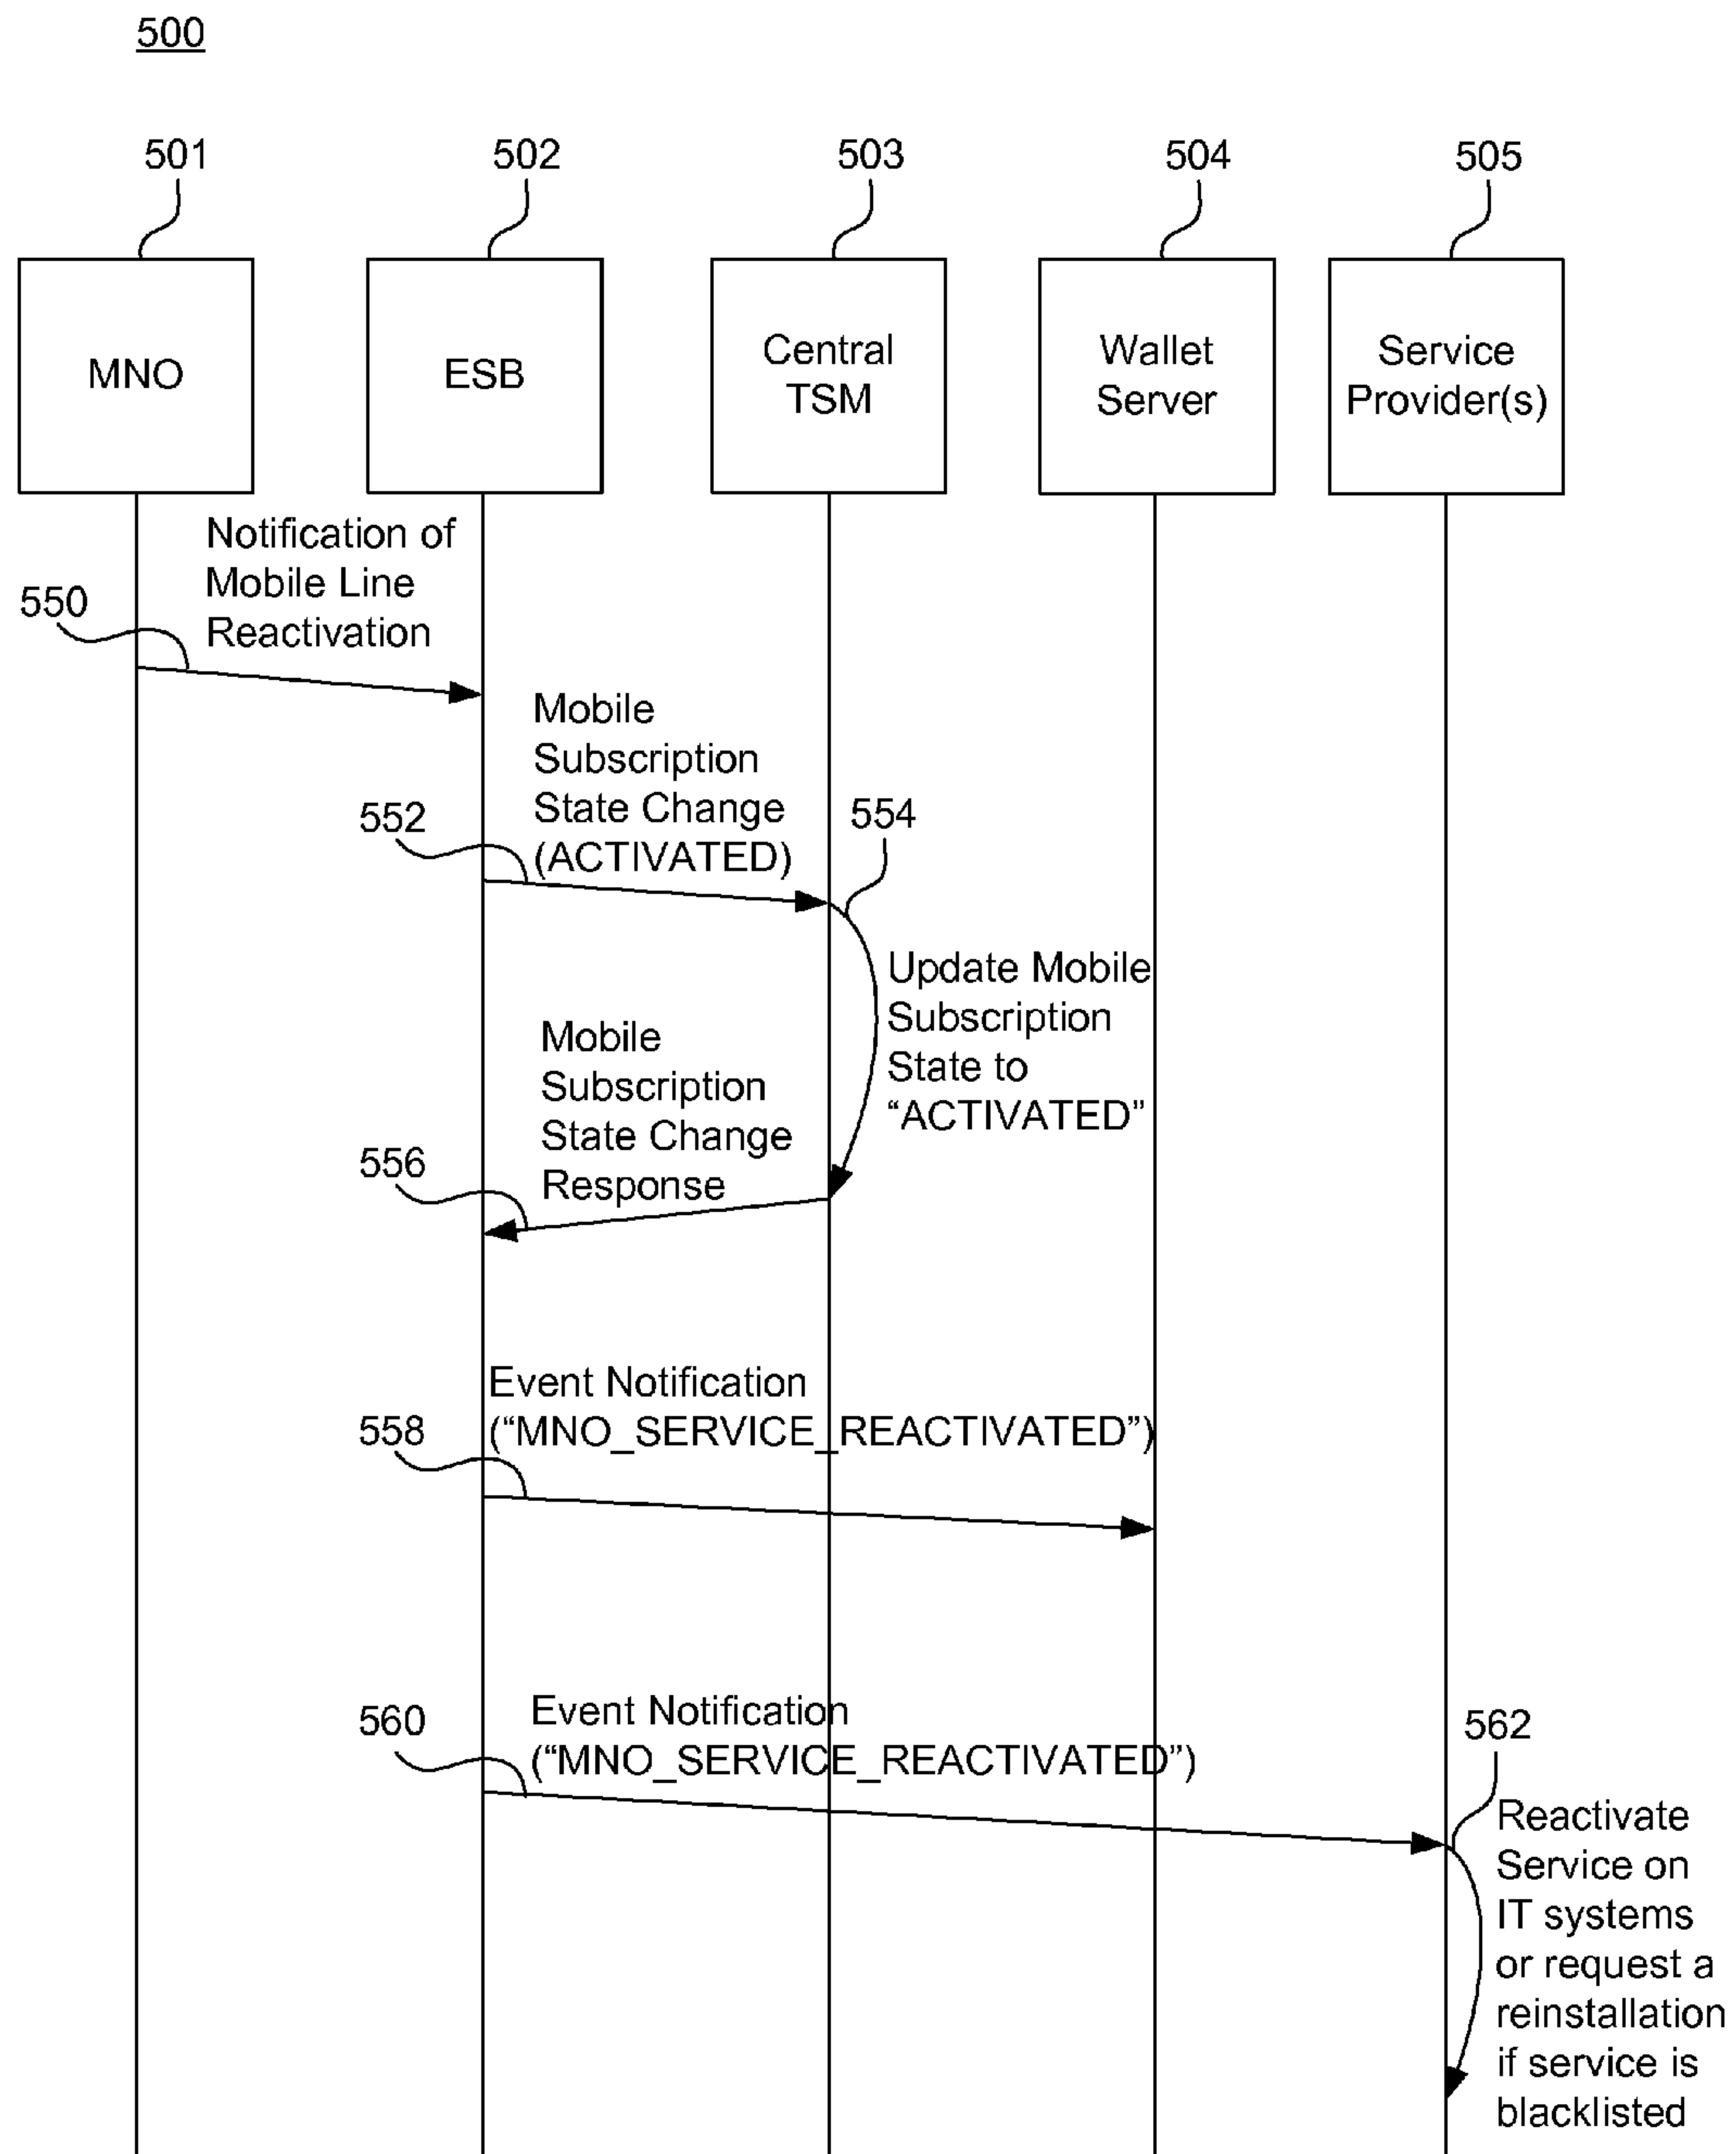 500
501
502
503
504
505
MNO
ESB
Central
TSM
Wallet
Server
Service
Provider(s)
Notification of
Mobile Line
Reactivation
550
Mobile
Subscription
State Change
(ACTIVATED)
552
554
Update Mobile
Subscription
State to
“ACTIVATED”
Mobile
Subscription
State Change
Response
556
Event Notification
(“MNO_SERVICE_REACTIVATED”)
558
Event Notification
(“MNO_SERVICE_REACTIVATED”)
560
562
Reactivate
Service on
IT systems
or request a
reinstallation
if service is
blacklisted